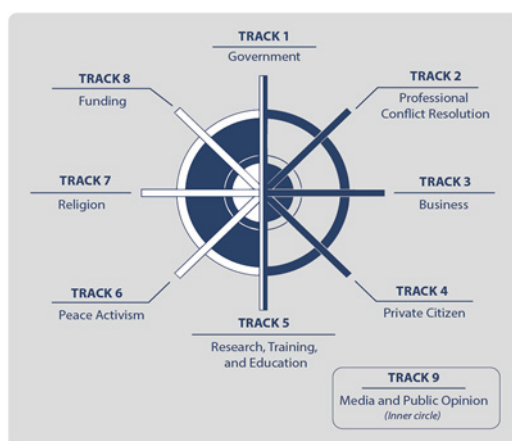 TRACK 1
Government
TRACK 8
Funding
TRACK 2
Professional
Conflict Resolution
TRACK 7
Religion
TRACK 3
Business
TRACK 6
Peace Activism
TRACK 4
Private Citizen
TRACK 5
Research, Training,
and Education
TRACK 9
Media and Public Opinion
(Inner circle)